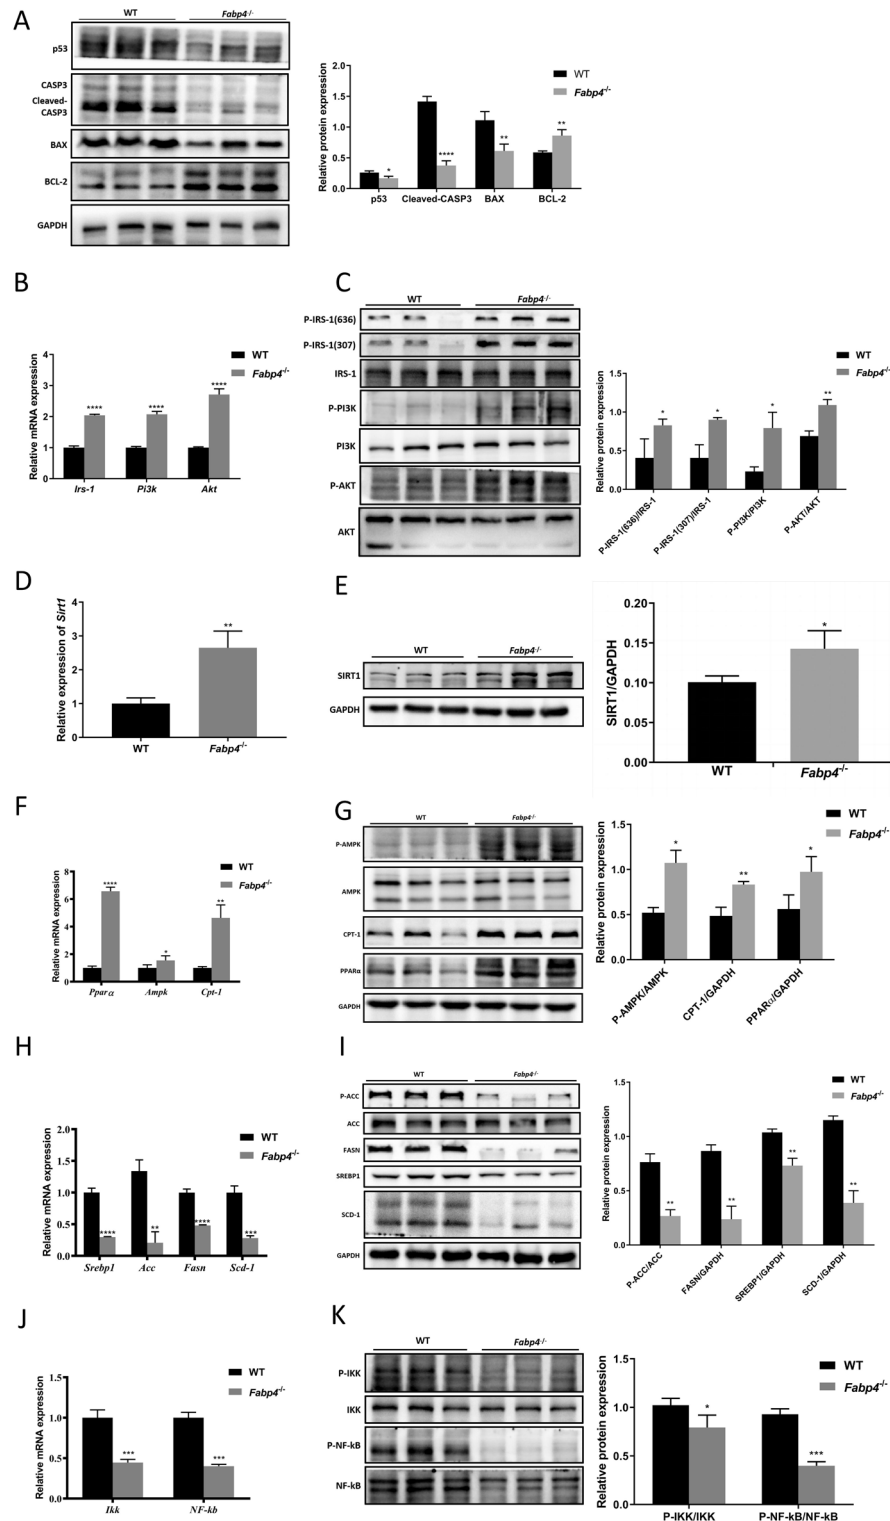 A
WT
Fabp4-/-
p53
CASP3
Cleaved-
CASP3
BAX
BCL-2
GAPDH
Relative protein expression
2.0
1.5
1.0
0.5
0.0
WT
Fabp4-/-
*
****
**
**
p53
Cleaved-CASP3
BAX
BCL-2
B
Relative mRNA expression
4
3
2
1
0
WT
Fabp4-/-
****
****
****
Irs-1
Pi3k
Akt
C
WT
Fabp4-/-
P-IRS-1(636)
P-IRS-1(307)
IRS-1
P-PI3K
PI3K
P-AKT
AKT
Relative protein expression
1.5
1.0
0.5
0.0
WT
Fabp4-/-
*
*
*
**
P-IRS-1(636)/IRS-1
P-IRS-1(307)/IRS-1
P-PI3K/PI3K
P-AKT/AKT
D
Relative expression of Sirt1
4
3
2
1
0
**
WT
Fabp4-/-
E
WT
Fabp4-/-
SIRT1
GAPDH
SIRT1/GAPDH
0.20
0.15
0.10
0.05
0.00
*
WT
Fabp4-/-
F
Relative mRNA expression
8
6
4
2
0
WT
Fabp4-/-
****
*
**
Pparα
Ampk
Cpt-1
G
WT
Fabp4-/-
P-AMPK
AMPK
CPT-1
PPARα
GAPDH
Relative protein expression
1.5
1.0
0.5
0.0
WT
Fabp4-/-
*
**
*
P-AMPK/AMPK
CPT-1/GAPDH
PPARα/GAPDH
H
Relative mRNA expression
2.0
1.5
1.0
0.5
0.0
WT
Fabp4-/-
****
**
****
***
Srebp1
Acc
Fasn
Scd-1
I
WT
Fabp4-/-
P-ACC
ACC
FASN
SREBP1
SCD-1
GAPDH
Relative protein expression
1.5
1.0
0.5
0.0
WT
Fabp4-/-
**
**
**
**
P-ACC/ACC
FASN/GAPDH
SREBP1/GAPDH
SCD-1/GAPDH
J
Relative mRNA expression
1.5
1.0
0.5
0.0
WT
Fabp4-/-
***
***
Ikk
NF-kb
K
WT
Fabp4-/-
P-IKK
IKK
P-NF-kB
NF-kB
Relative protein expression
1.5
1.0
0.5
0.0
WT
Fabp4-/-
*
***
P-IKK/IKK
P-NF-kB/NF-kB